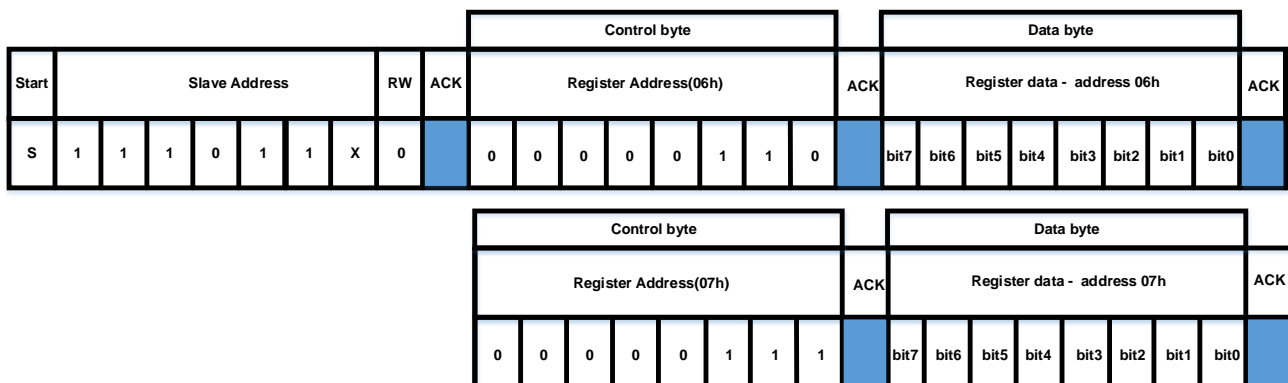 Control byte Data byte
Start Slave Address RW ACK Register Address(06h) ACK Register data - address 06h ACK
S 1 1 1 0 1 1 X 0 0 0 0 0 0 1 1 0 bit7 bit6 bit5 bit4 bit3 bit2 bit1 bit0
Control byte Data byte
Register Address(07h) ACK Register data - address 07h ACK
0 0 0 0 0 1 1 1 bit7 bit6 bit5 bit4 bit3 bit2 bit1 bit0